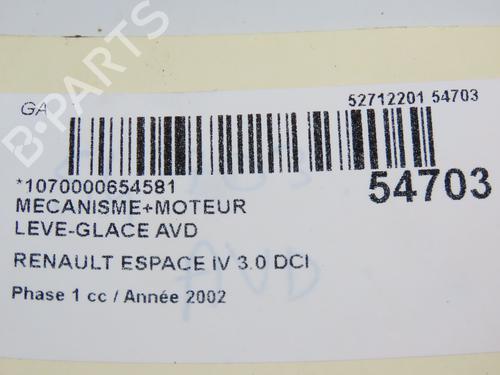 GA
52712201 54703
*1070000654581
54703
MECANISME+MOTEUR
LEVE-GLACE AVD
RENAULT ESPACE IV 3.0 DCI
Phase 1 cc / Année 2002
AVD
B-PARTS